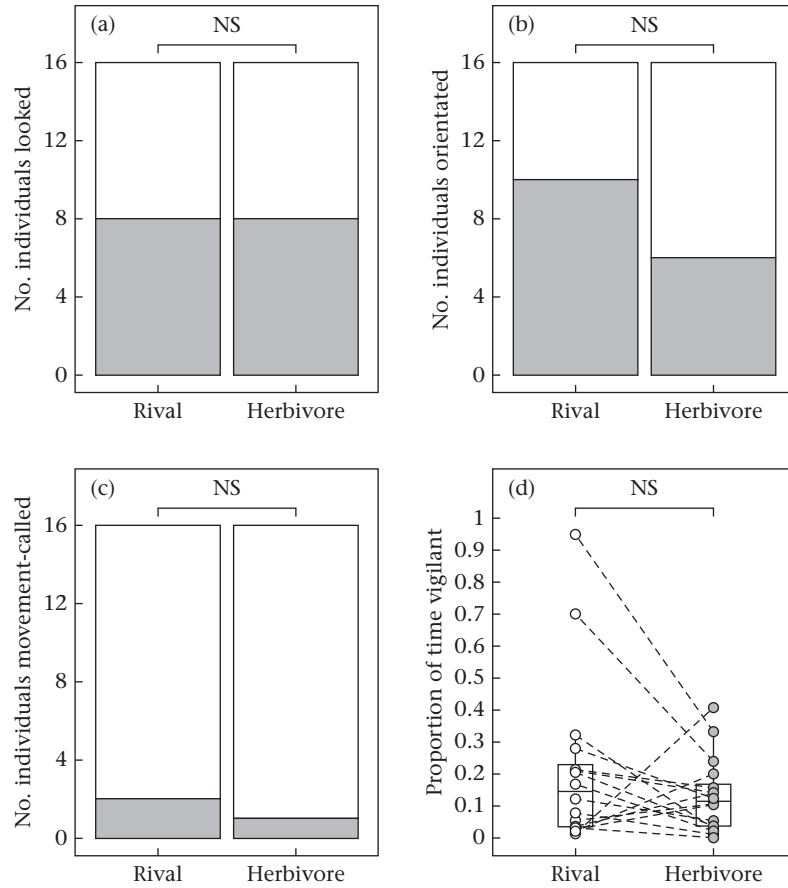 (a)
NS
No. individuals looked
16
12
8
4
0
Rival
Herbivore
(b)
NS
No. individuals orientated
16
12
8
4
0
Rival
Herbivore
(c)
NS
No. individuals movement-called
16
12
8
4
0
Rival
Herbivore
(d)
NS
Proportion of time vigilant
1
0.9
0.8
0.7
0.6
0.5
0.4
0.3
0.2
0.1
0
Rival
Herbivore